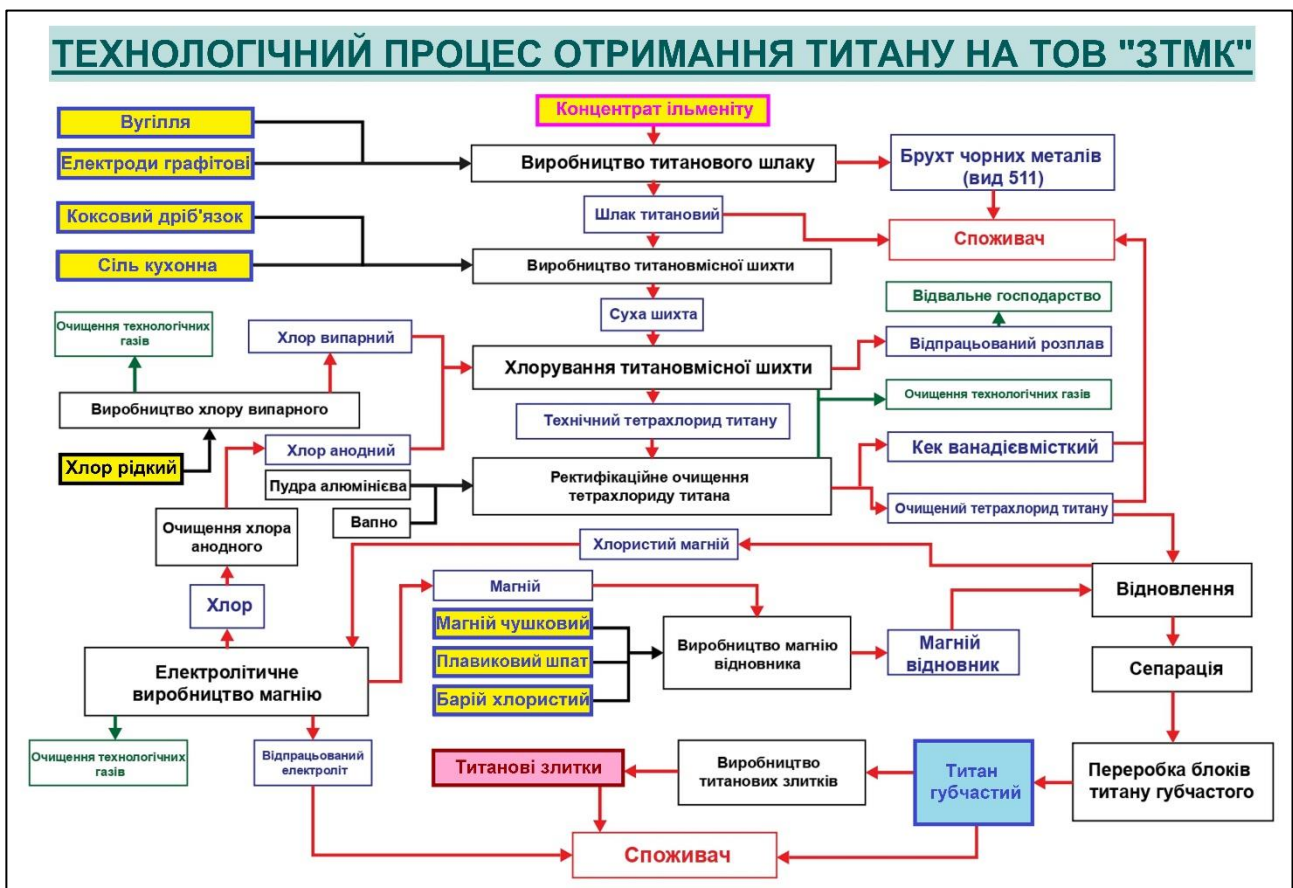 ТЕХНОЛОГІЧНИЙ ПРОЦЕС ОТРИМАННЯ ТИТАНУ НА ТОВ "ЗТМК"
Вугілля
Концентрат ільменіту
Електроди графітові
Виробництво титанового шлаку
Брухт чорних металів
(вид 511)
Коксовий дріб'язок
Шлак титановий
Споживач
Сіль кухонна
Виробництво титановмісної шихти
Відвальне господарство
Суха шихта
Очищення технологічних
газів
Хлор випарний
Відпрацьований розплав
Хлорування титановмісної шихти
Очищення технологічних газів
Виробництво хлору випарного
Технічний тетрахлорид титану
Хлор анодний
Кек ванадієвмісткий
Хлор рідкий
Пудра алюмінієва
Ректифікаційне очищення
тетрахлориду титана
Вапно
Очищений тетрахлорид титану
Очищення хлора
анодного
Хлористий магній
Відновлення
Магній
Хлор
Магній чушковий
Виробництво магнію
відновника
Магній
відновник
Плавиковий шпат
Сепарація
Електролітичне
виробництво магнію
Барій хлористий
Очищення технологічних
газів
Відпрацьований
електроліт
Титанові злитки
Виробництво
титанових злитків
Титан
губчастий
Переробка блоків
титану губчастого
Споживач